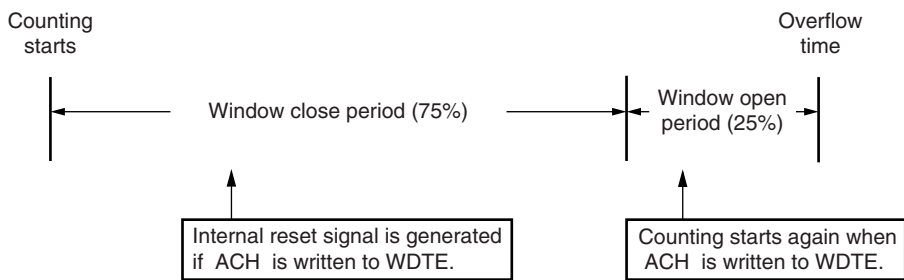 Counting
starts
Overflow
time
Window close period (75%)
Window open
period (25%)
Internal reset signal is generated
if ACH is written to WDTE.
Counting starts again when
ACH is written to WDTE.